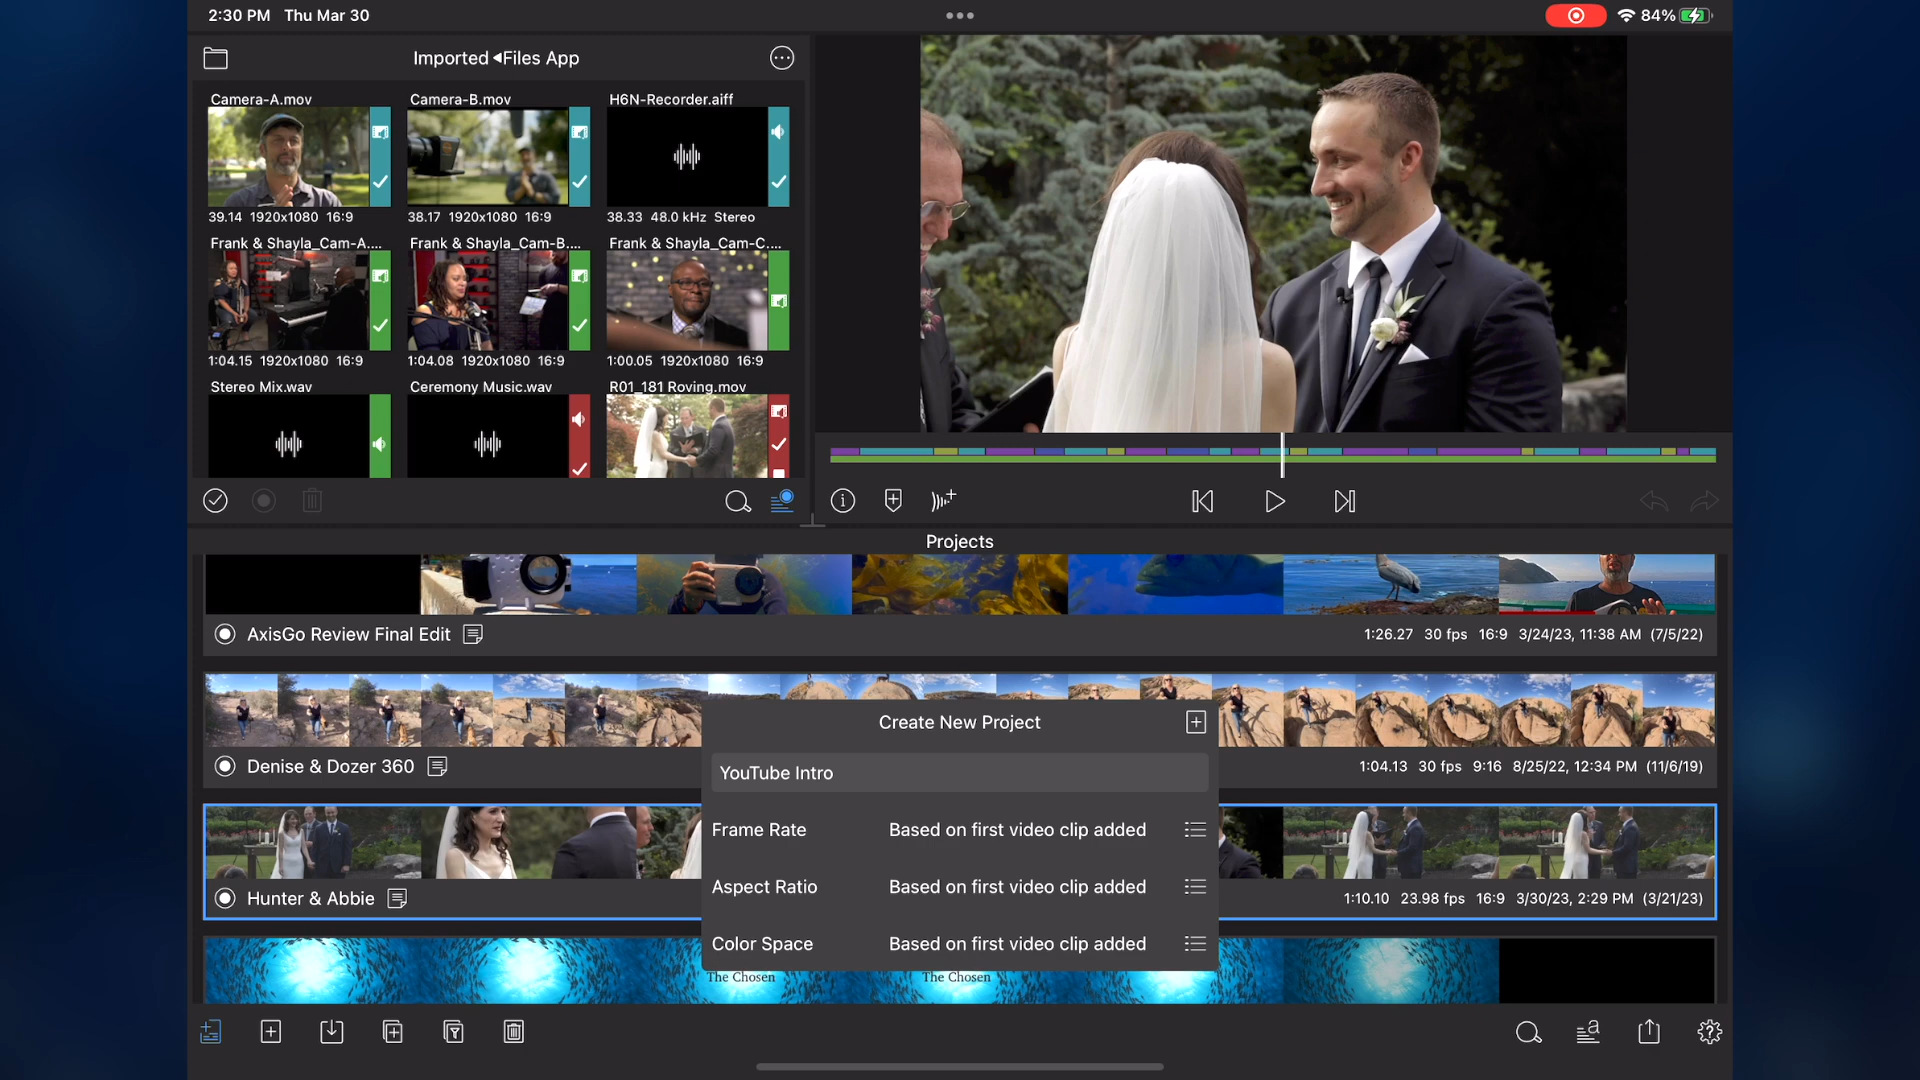 2:30 PM Thu Mar 30
84%
Imported ◀Files App
Camera-A.mov
Camera-B.mov
H6N-Recorder.aiff
39.14 1920x1080 16:9
38.17 1920x1080 16:9
38.33 48.0 kHz Stereo
Frank & Shayla_Cam-A....
Frank & Shayla_Cam-B....
Frank & Shayla_Cam-C....
1:04.15 1920x1080 16:9
1:04.08 1920x1080 16:9
1:00.05 1920x1080 16:9
Stereo Mix.wav
Ceremony Music.wav
R01_181 Roving.mov
Projects
AxisGo Review Final Edit
1:26.27 30 fps 16:9 3/24/23, 11:38 AM (7/5/22)
Denise & Dozer 360
1:04.13 30 fps 9:16 8/25/22, 12:34 PM (11/6/19)
Create New Project
YouTube Intro
Frame Rate Based on first video clip added
Aspect Ratio Based on first video clip added
Color Space Based on first video clip added
Hunter & Abbie
1:10.10 23.98 fps 16:9 3/30/23, 2:29 PM (3/21/23)
The Chosen
The Chosen